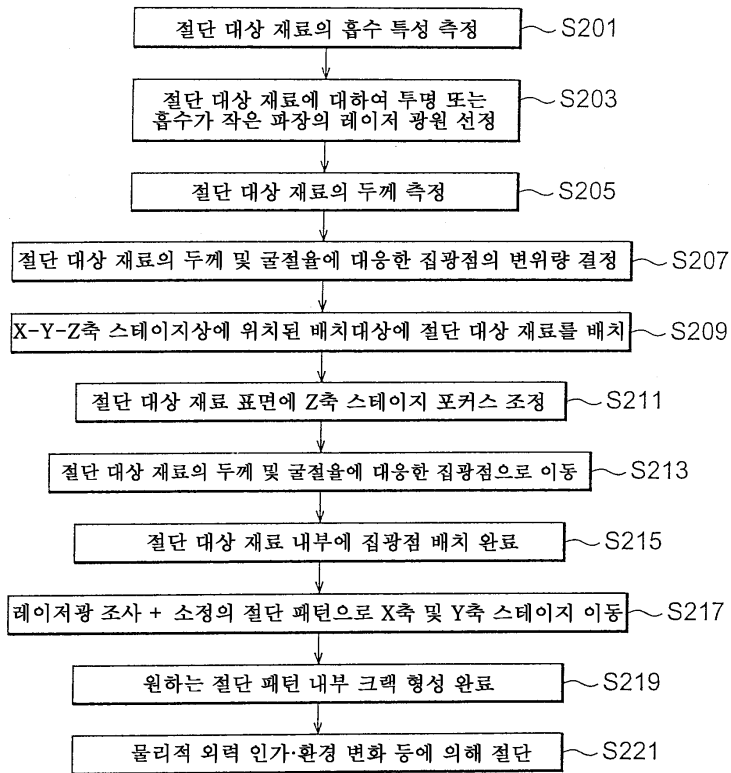 절단 대상 재료의 흡수 특성 측정 S201
절단 대상 재료에 대하여 투명 또는
흡수가 작은 파장의 레이저 광원 선정 S203
절단 대상 재료의 두께 측정 S205
절단 대상 재료의 두께 및 굴절율에 대응한 집광점의 변위량 결정 S207
X-Y-Z축 스테이지상에 위치된 배치대상에 절단 대상 재료를 배치 S209
절단 대상 재료 표면에 Z축 스테이지 포커스 조정 S211
절단 대상 재료의 두께 및 굴절율에 대응한 집광점으로 이동 S213
절단 대상 재료 내부에 집광점 배치 완료 S215
레이저광 조사 + 소정의 절단 패턴으로 X축 및 Y축 스테이지 이동 S217
원하는 절단 패턴 내부 크랙 형성 완료 S219
물리적 외력 인가·환경 변화 등에 의해 절단 S221